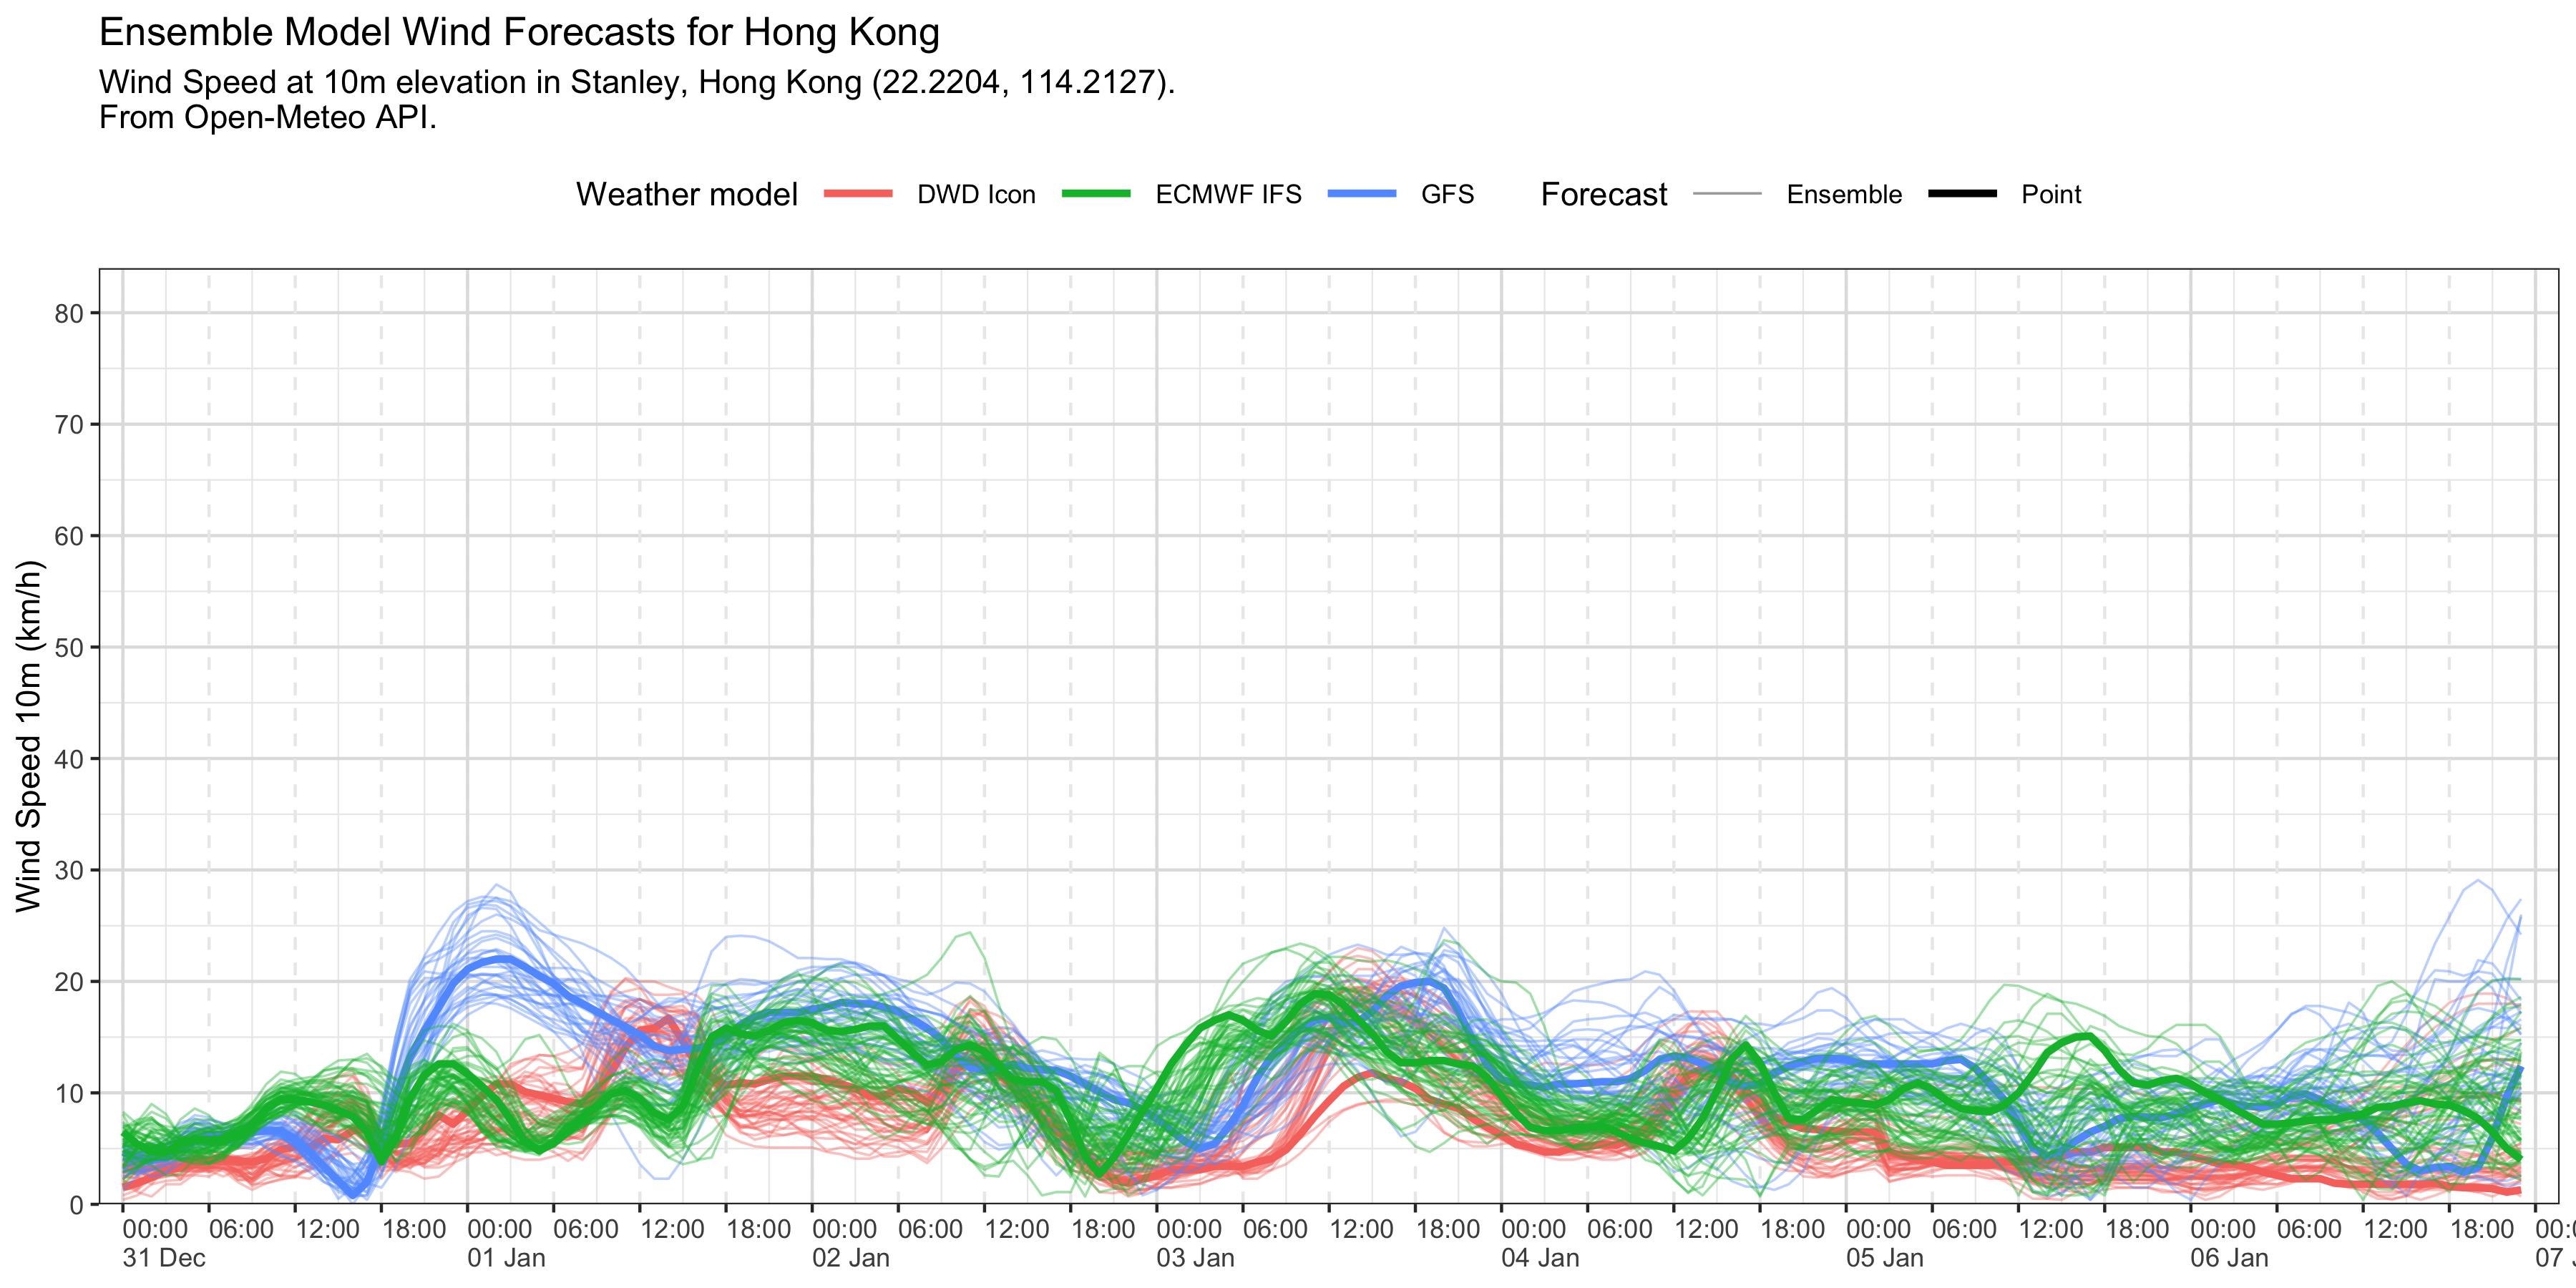 Ensemble Model Wind Forecasts for Hong Kong
Wind Speed at 10m elevation in Stanley, Hong Kong (22.2204, 114.2127).
From Open-Meteo API.
Weather model DWD Icon ECMWF IFS GFS Forecast Ensemble Point
Wind Speed 10m (km/h)
80
70
60
50
40
30
20
10
0
00:00 06:00 12:00 18:00 00:00 06:00 12:00 18:00 00:00 06:00 12:00 18:00 00:00 06:00 12:00 18:00 00:00 06:00 12:00 18:00 00:00 06:00 12:00 18:00 00:00 06:00 12:00 18:00 00:
31 Dec 01 Jan 02 Jan 03 Jan 04 Jan 05 Jan 06 Jan 07